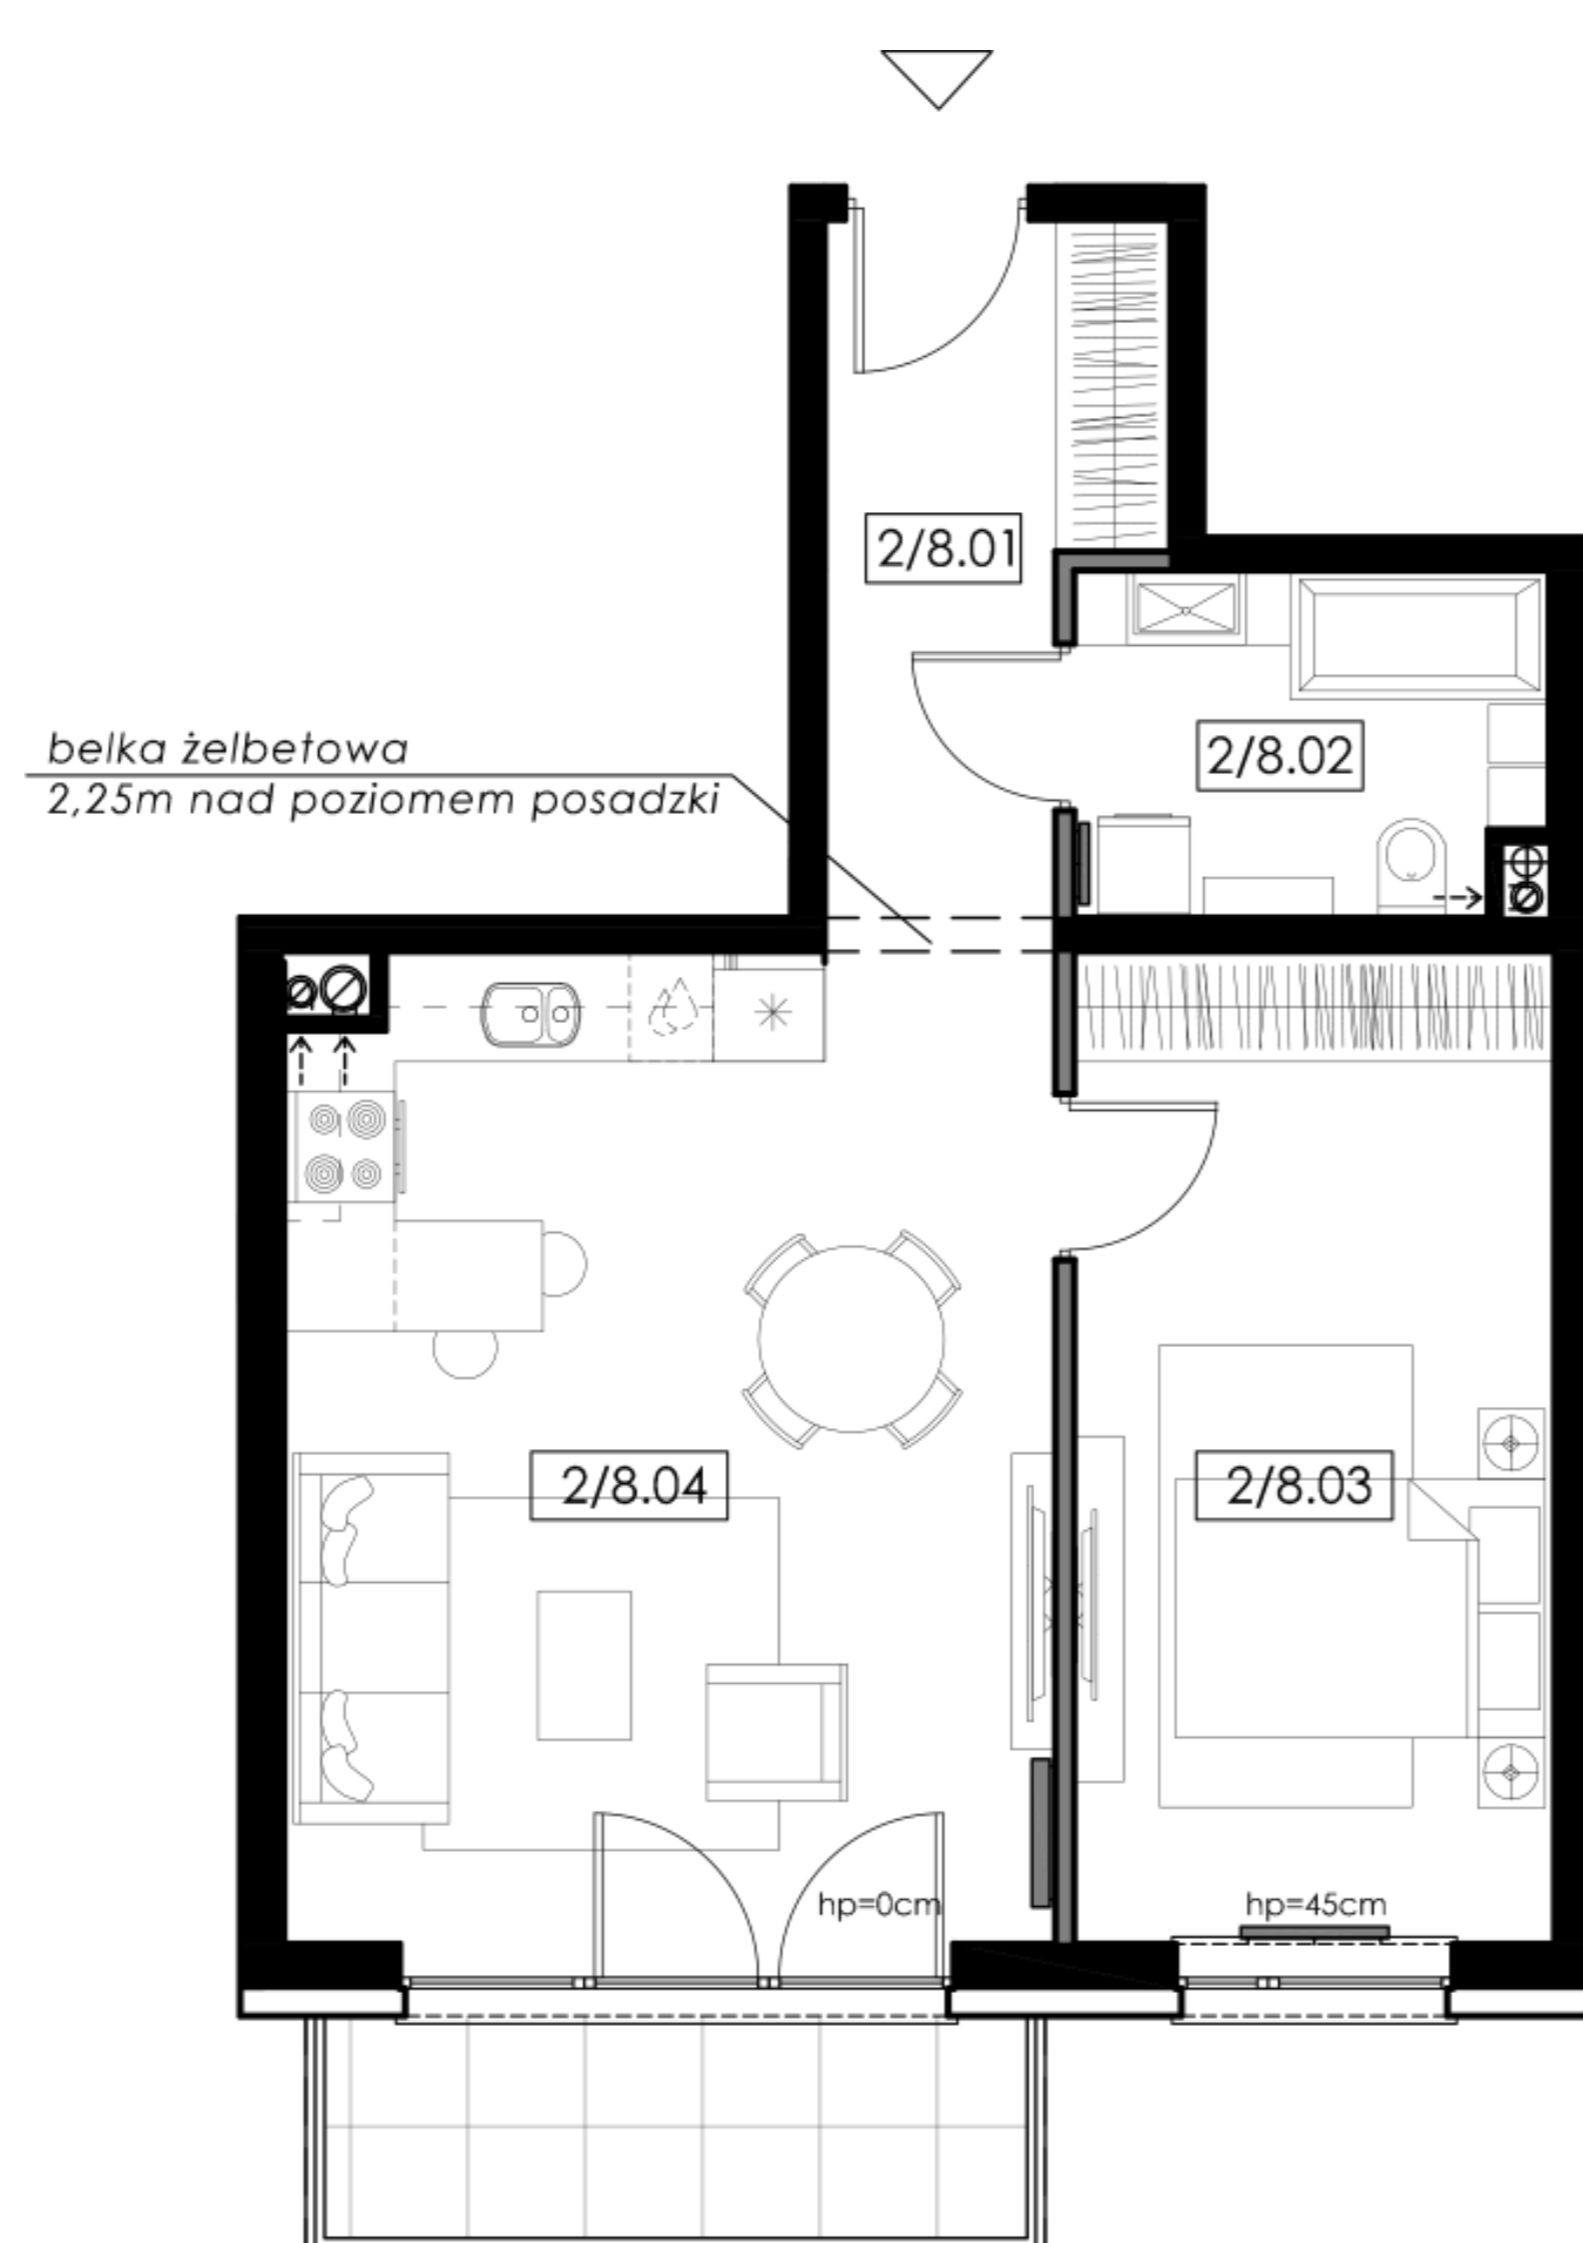 2/8.01
belka żelbetowa
2,25m nad poziomem posadzki
2/8.02
2/8.04
2/8.03
hp=0cm
hp=45cm